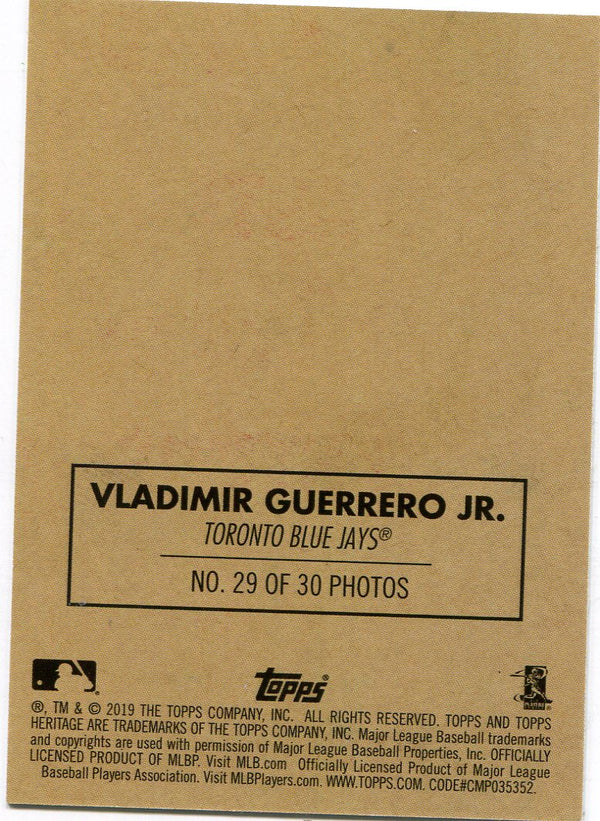 VLADIMIR GUERRERO JR.
TORONTO BLUE JAYS®
NO. 29 OF 30 PHOTOS
topps®
®, TM & © 2019 THE TOPPS COMPANY, INC. ALL RIGHTS RESERVED. TOPPS AND TOPPS
HERITAGE ARE TRADEMARKS OF THE TOPPS COMPANY, INC. Major League Baseball trademarks
and copyrights are used with permission of Major League Baseball Properties, Inc. OFFICIALLY
LICENSED PRODUCT OF MLBP. Visit MLB.com Officially Licensed Product of Major League
Baseball Players Association. Visit MLBPlayers.com. WWW.TOPPS.COM. CODE#CMP035352.